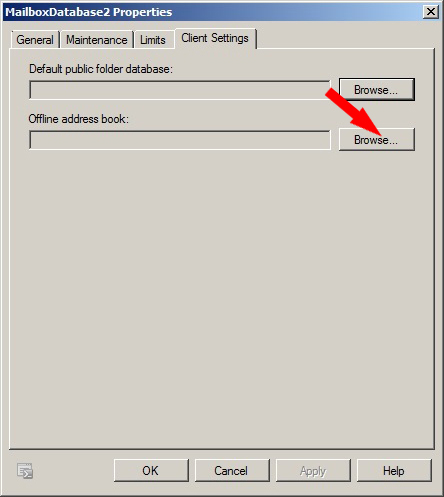 MailboxDatabase2 Properties
General Maintenance Limits Client Settings
Default public folder database:
Browse...
Offline address book:
Browse...
OK Cancel Apply Help